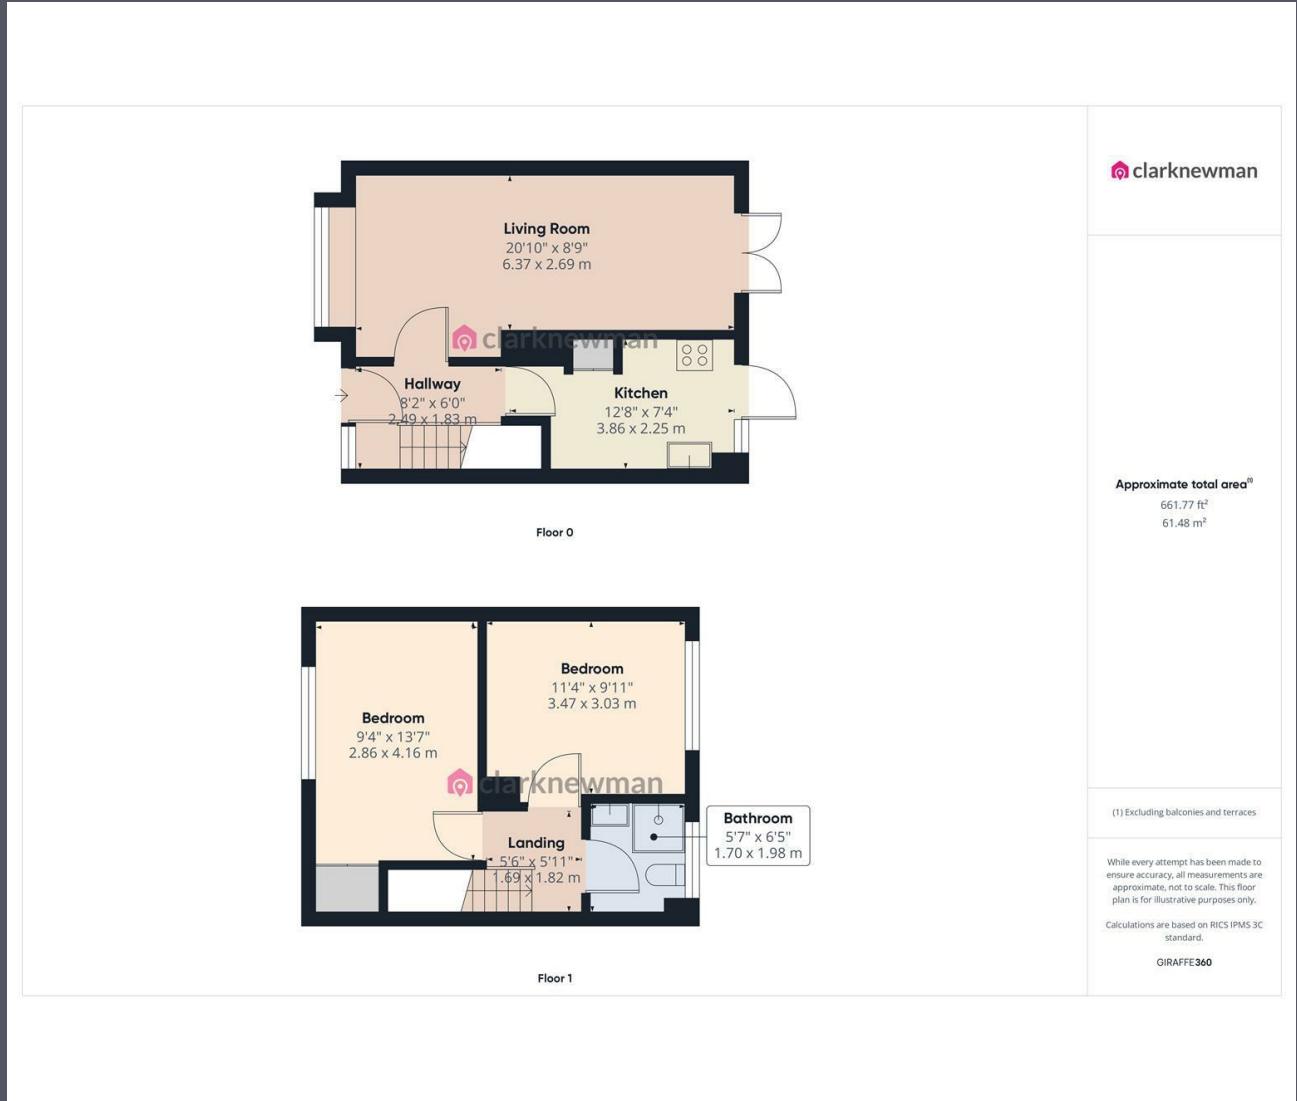 clarknewman
Living Room
20'10" x 8'9"
6.37 x 2.69 m
clarknewman
Hallway
8'2" x 6'0"
2.49 x 1.83 m
Kitchen
12'8" x 7'4"
3.86 x 2.25 m
Floor 0
Approximate total area(1)
661.77 ft²
61.48 m²
Bedroom
11'4" x 9'11"
3.47 x 3.03 m
Bedroom
9'4" x 13'7"
2.86 x 4.16 m
clarknewman
Landing
5'6" x 5'11"
1.69 x 1.82 m
Bathroom
5'7" x 6'5"
1.70 x 1.98 m
Floor 1
(1) Excluding balconies and terraces
While every attempt has been made to
ensure accuracy, all measurements are
approximate, not to scale. This floor
plan is for illustrative purposes only.
Calculations are based on RICS IPMS 3C
standard.
GIRAFFE360